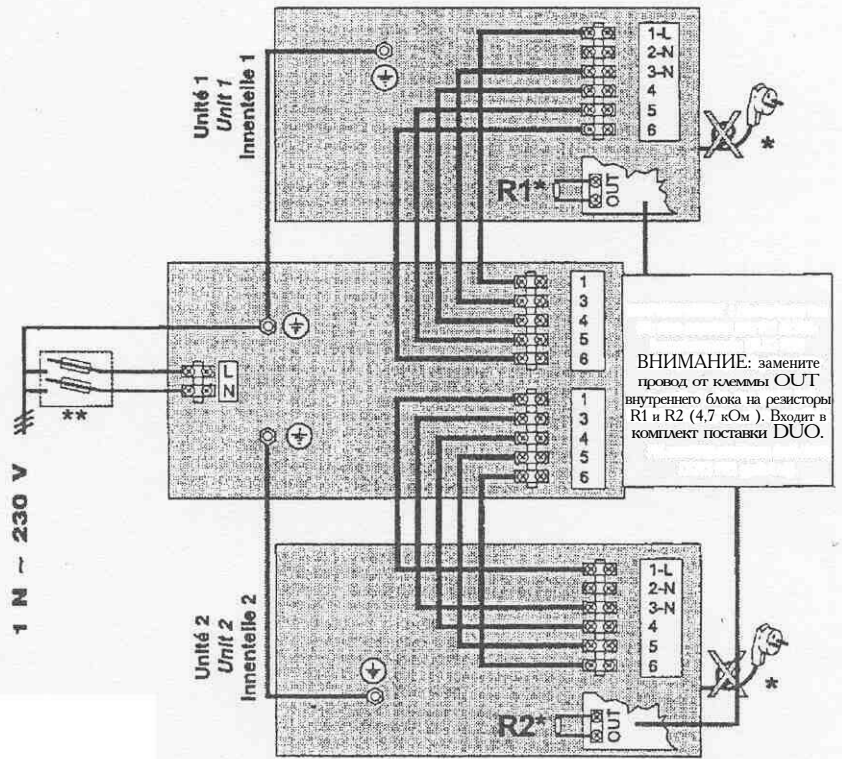 Unité 1
Unit 1
Innenteile 1
1-L
2-N
3-N
4
5
6
*
R1*
OUT
1
3
4
5
6
L
N
**
1 N ~ 230 V
1
3
4
5
6
ВНИМАНИЕ: замените
провод от клеммы OUT
внутреннего блока на резисторы
R1 и R2 (4,7 кОм ). Входит в
комплект поставки DUO.
Unité 2
Unit 2
Innenteile 2
1-L
2-N
3-N
4
5
6
*
R2*
OUT